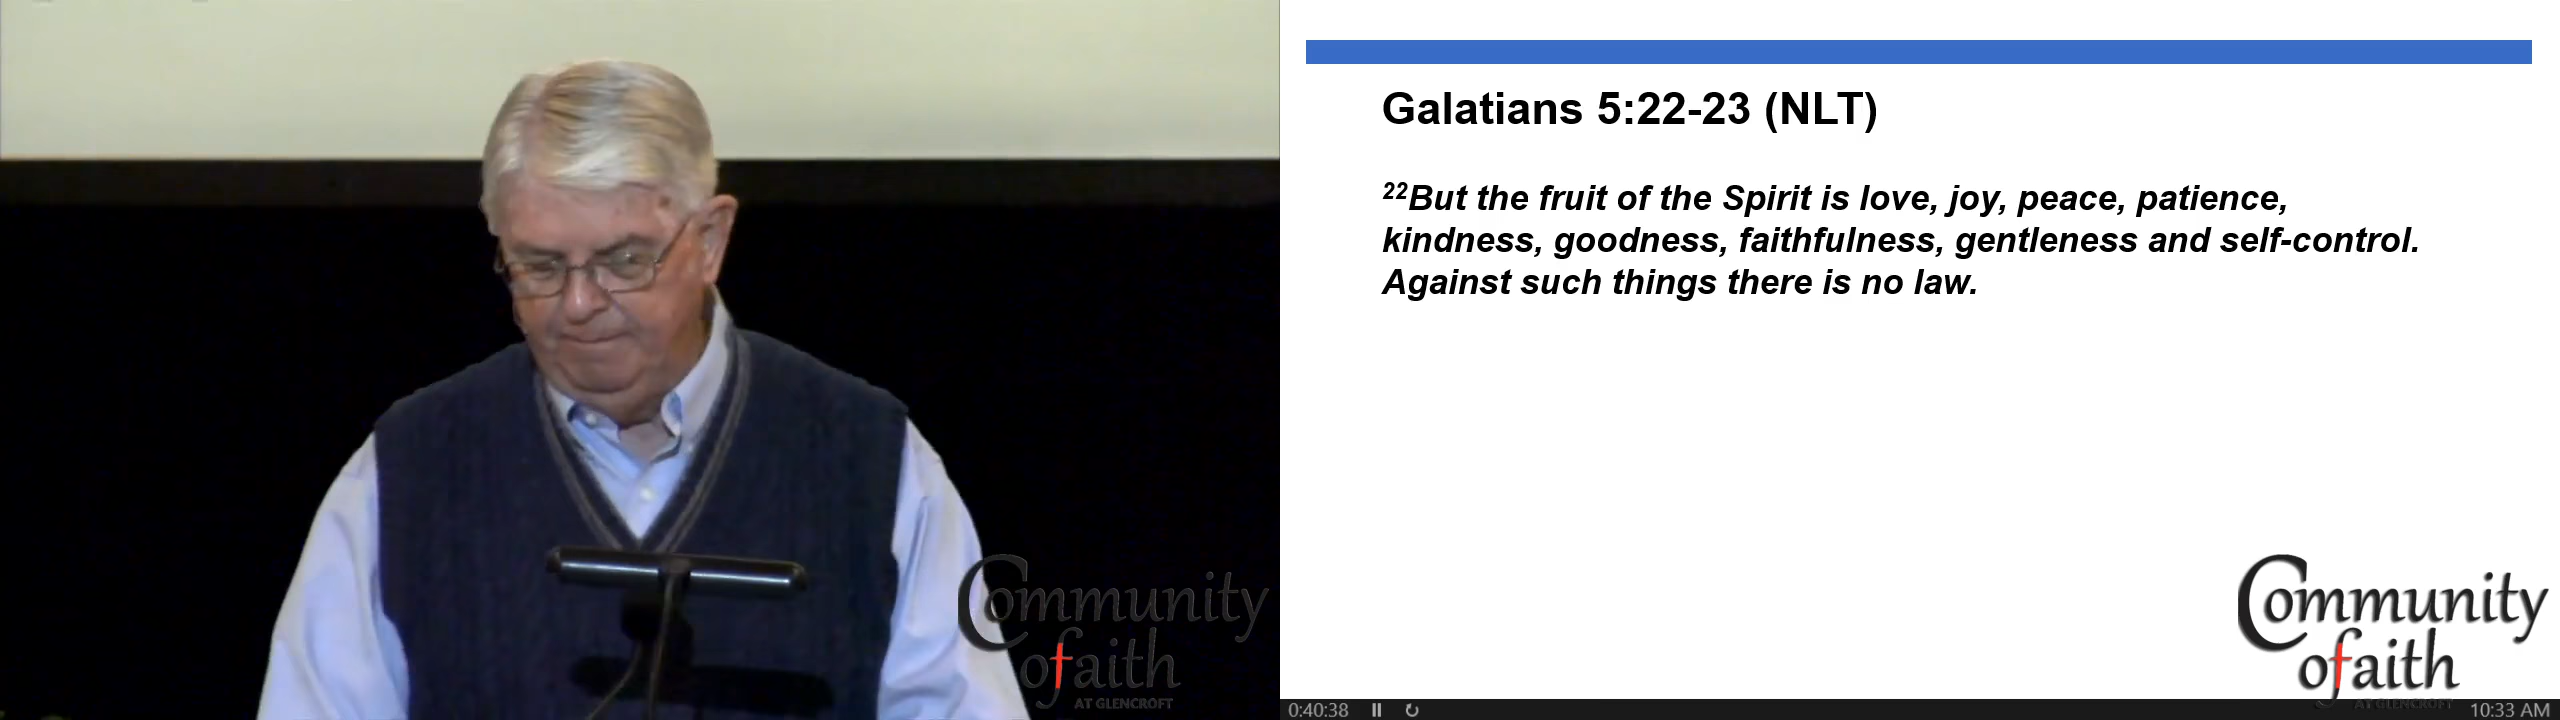 Community
of faith
AT GLENCROFT
Galatians 5:22-23 (NLT)
22But the fruit of the Spirit is love, joy, peace, patience,
kindness, goodness, faithfulness, gentleness and self-control.
Against such things there is no law.
Community
of faith
AT GLENCROFT
0:40:38
10:33 AM